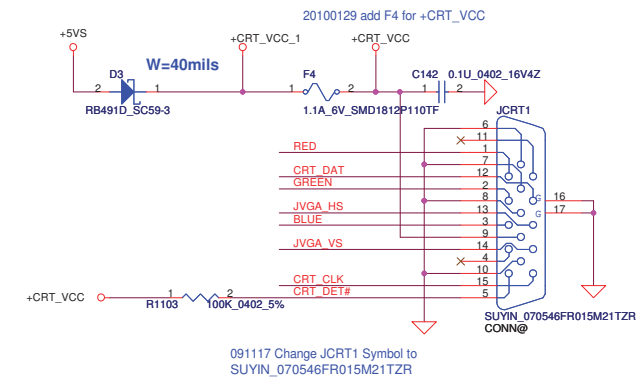 20100129 add F4 for +CRT_VCC
+5VS
+CRT_VCC_1
+CRT_VCC
W=40mils
D3
F4
C142 0.1U_0402_16V4Z
2 1 1 2 1 2
RB491D_SC59-3
1.1A_6V_SMD1812P110TF
JCRT1
6
11
RED 1
7
CRT_DAT 12
GREEN 2
8
G 16
JVGA_HS 13
G 17
BLUE 3
9
JVGA_VS 14
4
10
CRT_CLK 15
CRT_DET# 5
+CRT_VCC
1 2
R1103 100K_0402_5%
SUYIN_070546FR015M21TZR
CONN@
091117 Change JCRT1 Symbol to
SUYIN_070546FR015M21TZR